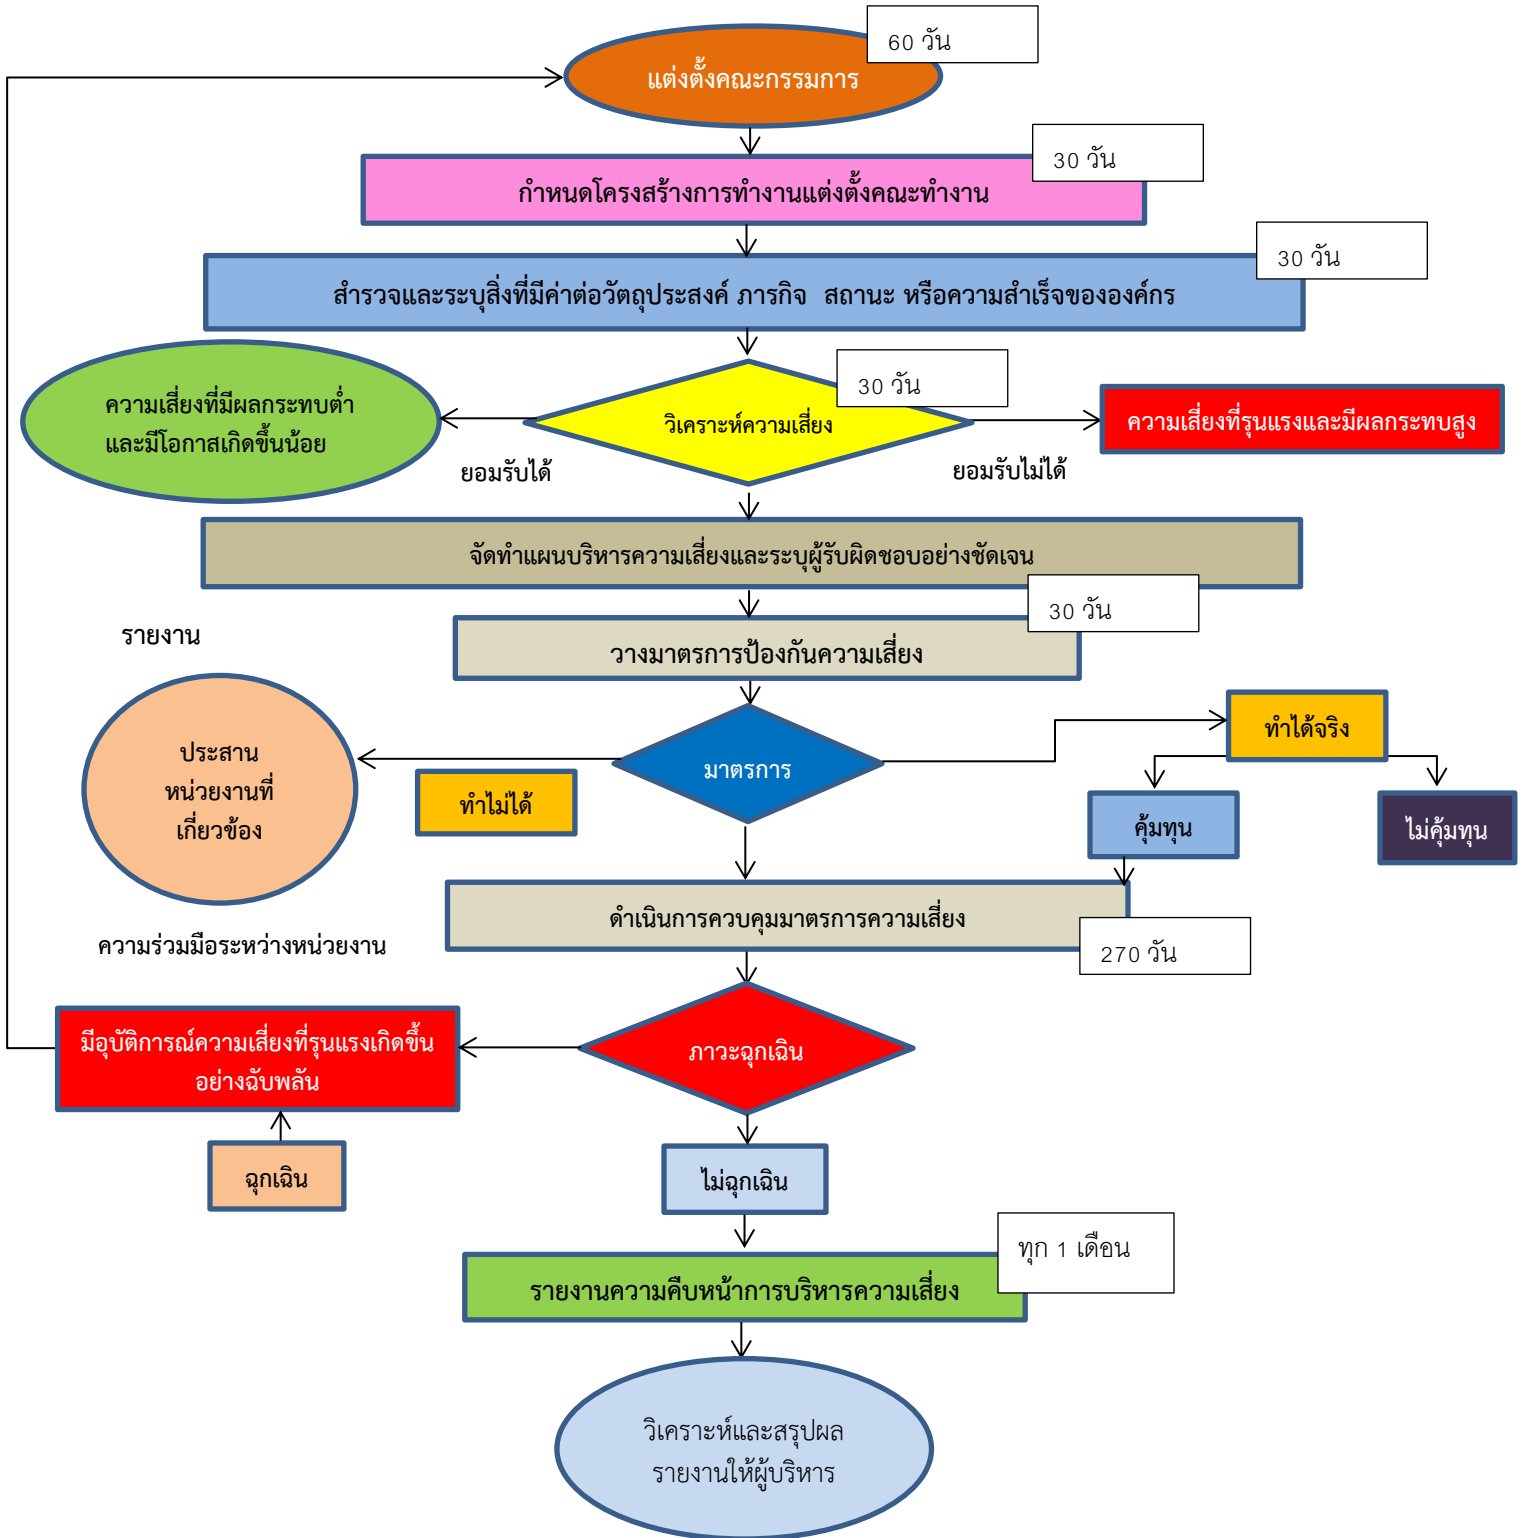 60 วัน
แต่งตั้งคณะกรรมการ
30 วัน
กำหนดโครงสร้างการทำงานแต่งตั้งคณะทำงาน
30 วัน
สำรวจและระบุสิ่งที่มีค่าต่อวัตถุประสงค์ ภารกิจ สถานะ หรือความสำเร็จขององค์กร
30 วัน
ความเสี่ยงที่มีผลกระทบต่ำ
และมีโอกาสเกิดขึ้นน้อย
วิเคราะห์ความเสี่ยง
ความเสี่ยงที่รุนแรงและมีผลกระทบสูง
ยอมรับได้
ยอมรับไม่ได้
จัดทำแผนบริหารความเสี่ยงและระบุผู้รับผิดชอบอย่างชัดเจน
30 วัน
รายงาน
วางมาตรการป้องกันความเสี่ยง
ทำได้จริง
ประสาน
หน่วยงานที่
เกี่ยวข้อง
มาตรการ
ทำไม่ได้
คุ้มทุน
ไม่คุ้มทุน
ดำเนินการควบคุมมาตรการความเสี่ยง
270 วัน
ความร่วมมือระหว่างหน่วยงาน
มีอุบัติการณ์ความเสี่ยงที่รุนแรงเกิดขึ้น
อย่างฉับพลัน
ภาวะฉุกเฉิน
ฉุกเฉิน
ไม่ฉุกเฉิน
ทุก 1 เดือน
รายงานความคืบหน้าการบริหารความเสี่ยง
วิเคราะห์และสรุปผล
รายงานให้ผู้บริหาร